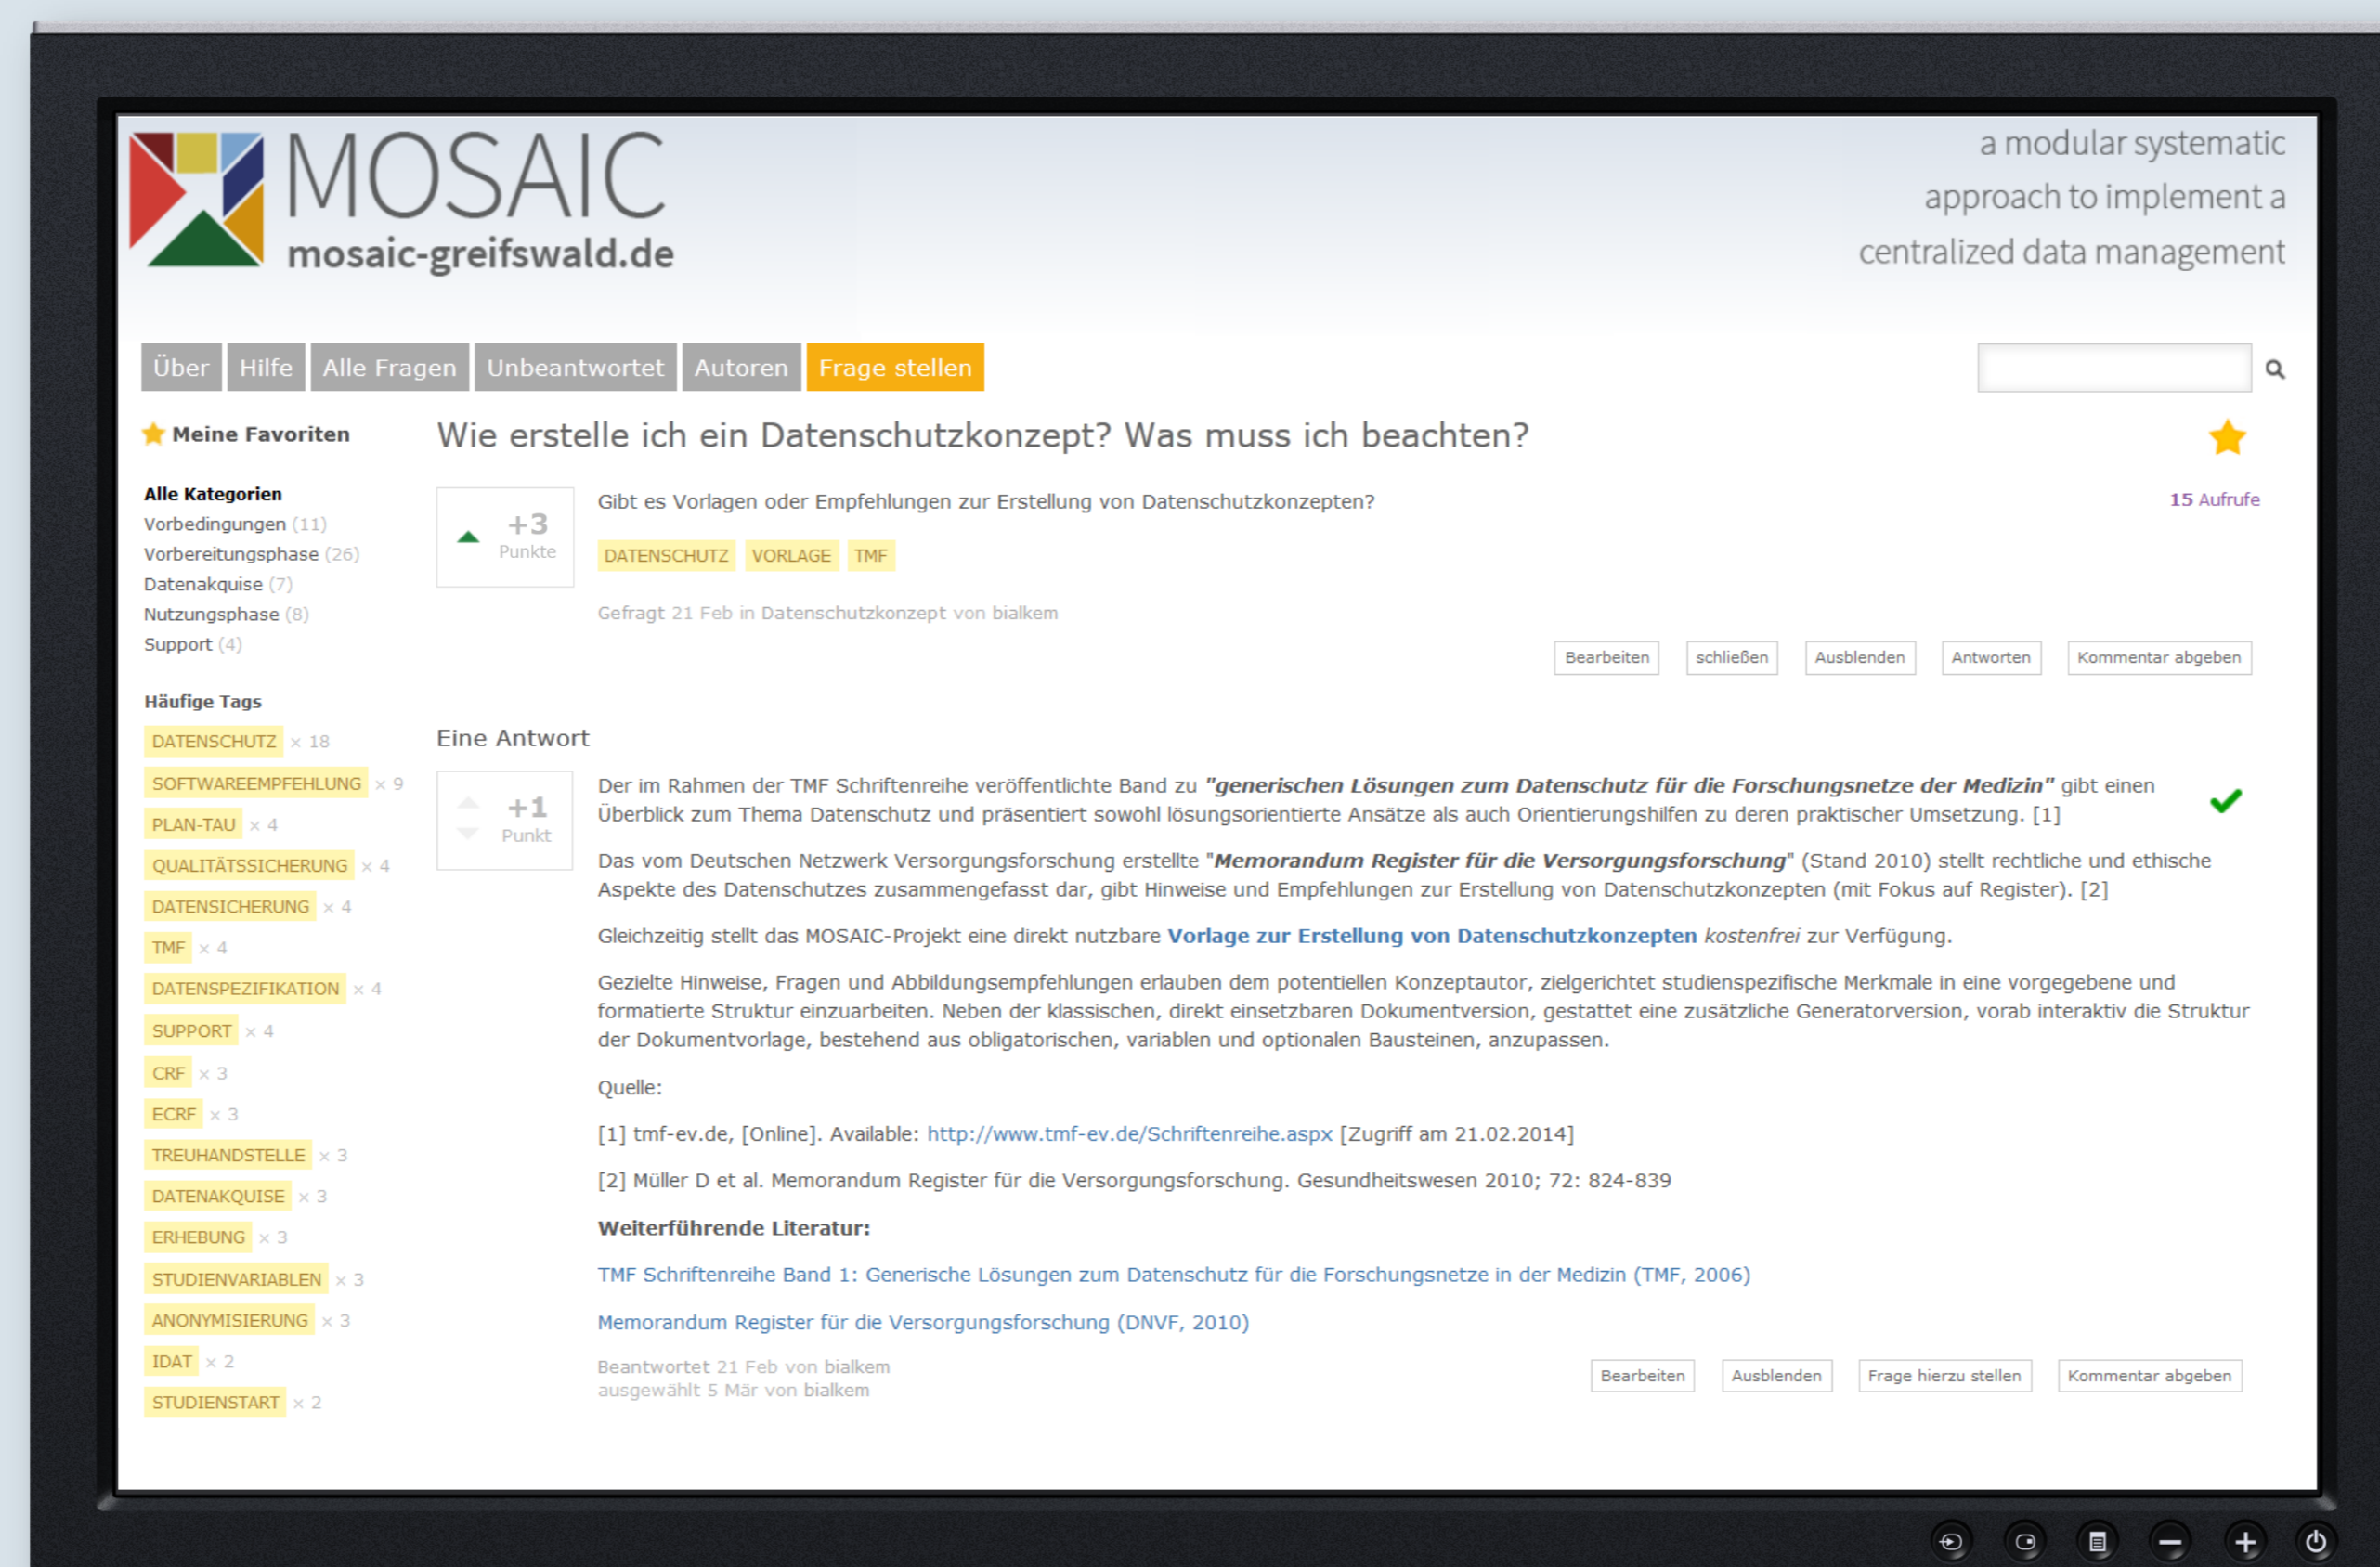 MOSAIC
mosaic-greifswald.de
a modular systematic
approach to implement a
centralized data management
Über Hilfe Alle Fragen Unbeantwortet Autoren Frage stellen
Meine Favoriten
Alle Kategorien
Vorbedingungen (11)
Vorbereitungsphase (26)
Datenakquise (7)
Nutzungsphase (8)
Support (4)
Häufige Tags
DATENSCHUTZ × 18
SOFTWAREEMPFEHLUNG × 9
PLAN-TAU × 4
QUALITÄTSSICHERUNG × 4
DATENSICHERUNG × 4
TMF × 4
DATENSPEZIFIKATION × 4
SUPPORT × 4
CRF × 3
ECRF × 3
TREUHANDSTELLE × 3
DATENAKQUISE × 3
ERHEBUNG × 3
STUDIENVARIABLEN × 3
ANONYMISIERUNG × 3
IDAT × 2
STUDIENSTART × 2
Wie erstelle ich ein Datenschutzkonzept? Was muss ich beachten?
+3
Punkte
Gibt es Vorlagen oder Empfehlungen zur Erstellung von Datenschutzkonzepten?
15 Aufrufe
DATENSCHUTZ VORLAGE TMF
Gefragt 21 Feb in Datenschutzkonzept von bialkem
Bearbeiten schließen Ausblenden Antworten Kommentar abgeben
Eine Antwort
+1
Punkt
Der im Rahmen der TMF Schriftenreihe veröffentlichte Band zu "generischen Lösungen zum Datenschutz für die Forschungsnetze der Medizin" gibt einen
Überblick zum Thema Datenschutz und präsentiert sowohl lösungsorientierte Ansätze als auch Orientierungshilfen zu deren praktischer Umsetzung. [1]
Das vom Deutschen Netzwerk Versorgungsforschung erstellte "Memorandum Register für die Versorgungsforschung" (Stand 2010) stellt rechtliche und ethische
Aspekte des Datenschutzes zusammengefasst dar, gibt Hinweise und Empfehlungen zur Erstellung von Datenschutzkonzepten (mit Fokus auf Register). [2]
Gleichzeitig stellt das MOSAIC-Projekt eine direkt nutzbare Vorlage zur Erstellung von Datenschutzkonzepten kostenfrei zur Verfügung.
Gezielte Hinweise, Fragen und Abbildungsempfehlungen erlauben dem potentiellen Konzeptautor, zielgerichtet studienspezifische Merkmale in eine vorgegebene und
formatierte Struktur einzuarbeiten. Neben der klassischen, direkt einsetzbaren Dokumentversion, gestattet eine zusätzliche Generatorversion, vorab interaktiv die Struktur
der Dokumentvorlage, bestehend aus obligatorischen, variablen und optionalen Bausteinen, anzupassen.
Quelle:
[1] tmf-ev.de, [Online]. Available: http://www.tmf-ev.de/Schriftenreihe.aspx [Zugriff am 21.02.2014]
[2] Müller D et al. Memorandum Register für die Versorgungsforschung. Gesundheitswesen 2010; 72: 824-839
Weiterführende Literatur:
TMF Schriftenreihe Band 1: Generische Lösungen zum Datenschutz für die Forschungsnetze in der Medizin (TMF, 2006)
Memorandum Register für die Versorgungsforschung (DNVF, 2010)
Beantwortet 21 Feb von bialkem
ausgewählt 5 Mär von bialkem
Bearbeiten Ausblenden Frage hierzu stellen Kommentar abgeben